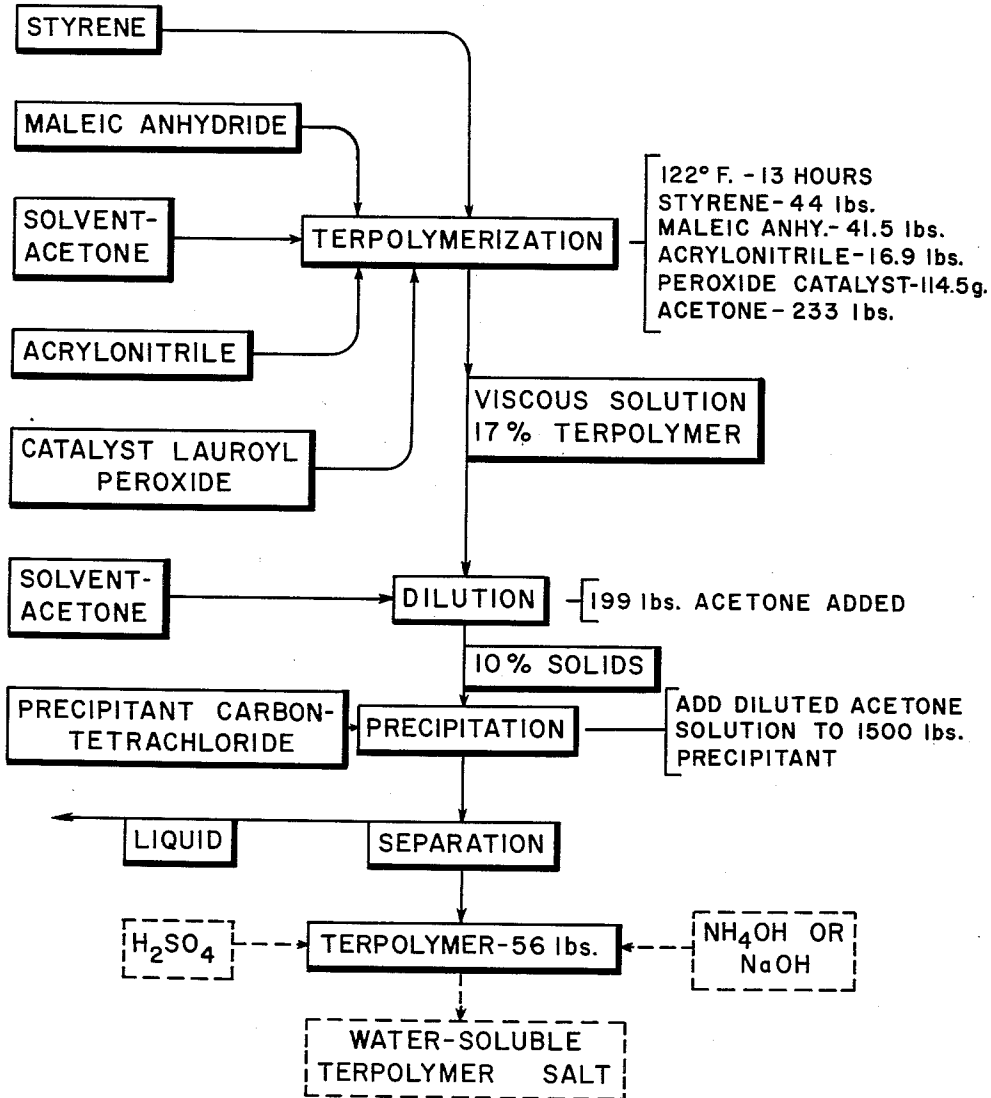 STYRENE
MALEIC ANHYDRIDE
SOLVENT-
ACETONE
TERPOLYMERIZATION
122° F. - 13 HOURS
STYRENE- 44 lbs.
MALEIC ANHY.- 41.5 lbs.
ACRYLONITRILE-16.9 lbs.
PEROXIDE CATALYST-114.5g.
ACETONE- 233 lbs.
ACRYLONITRILE
VISCOUS SOLUTION
17% TERPOLYMER
CATALYST LAUROYL
PEROXIDE
SOLVENT-
ACETONE
DILUTION
199 lbs. ACETONE ADDED
10% SOLIDS
PRECIPITANT CARBON-
TETRACHLORIDE
PRECIPITATION
ADD DILUTED ACETONE
SOLUTION TO 1500 lbs.
PRECIPITANT
LIQUID
SEPARATION
H₂SO₄
TERPOLYMER-56 lbs.
NH₄OH OR
NaOH
WATER-SOLUBLE
TERPOLYMER SALT